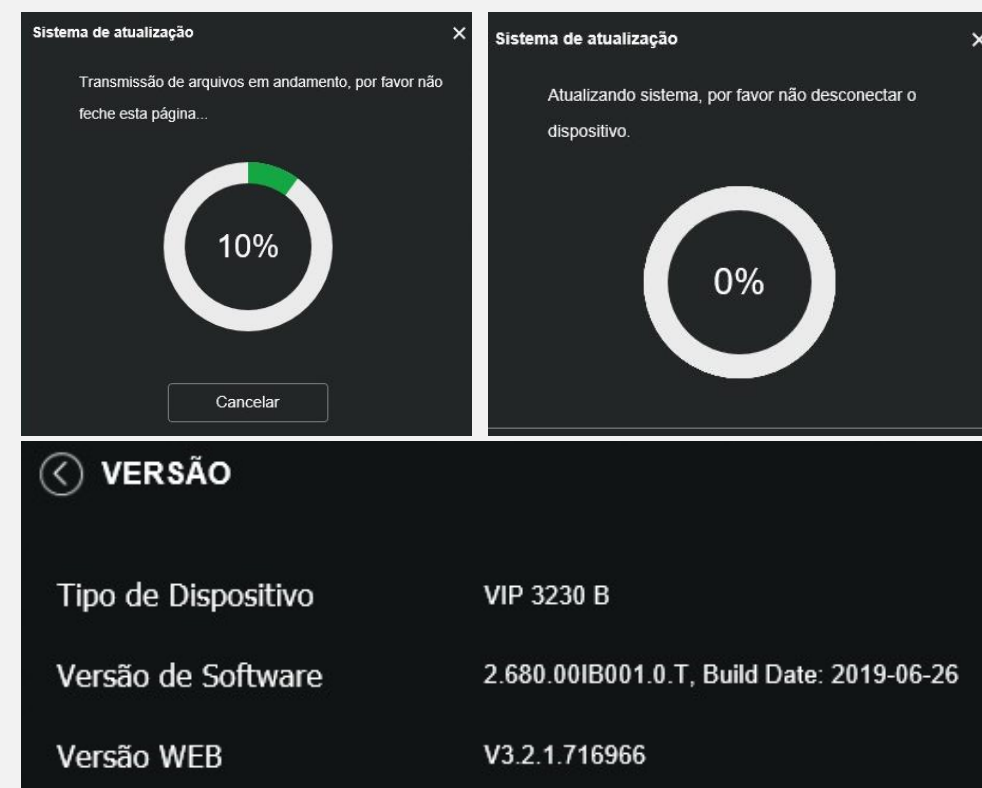 Sistema de atualização
Transmissão de arquivos em andamento, por favor não
feche esta página...
10%
Cancelar
Sistema de atualização
Atualizando sistema, por favor não desconectar o
dispositivo.
0%
VERSÃO
Tipo de Dispositivo VIP 3230 B
Versão de Software 2.680.00IB001.0.T, Build Date: 2019-06-26
Versão WEB V3.2.1.716966